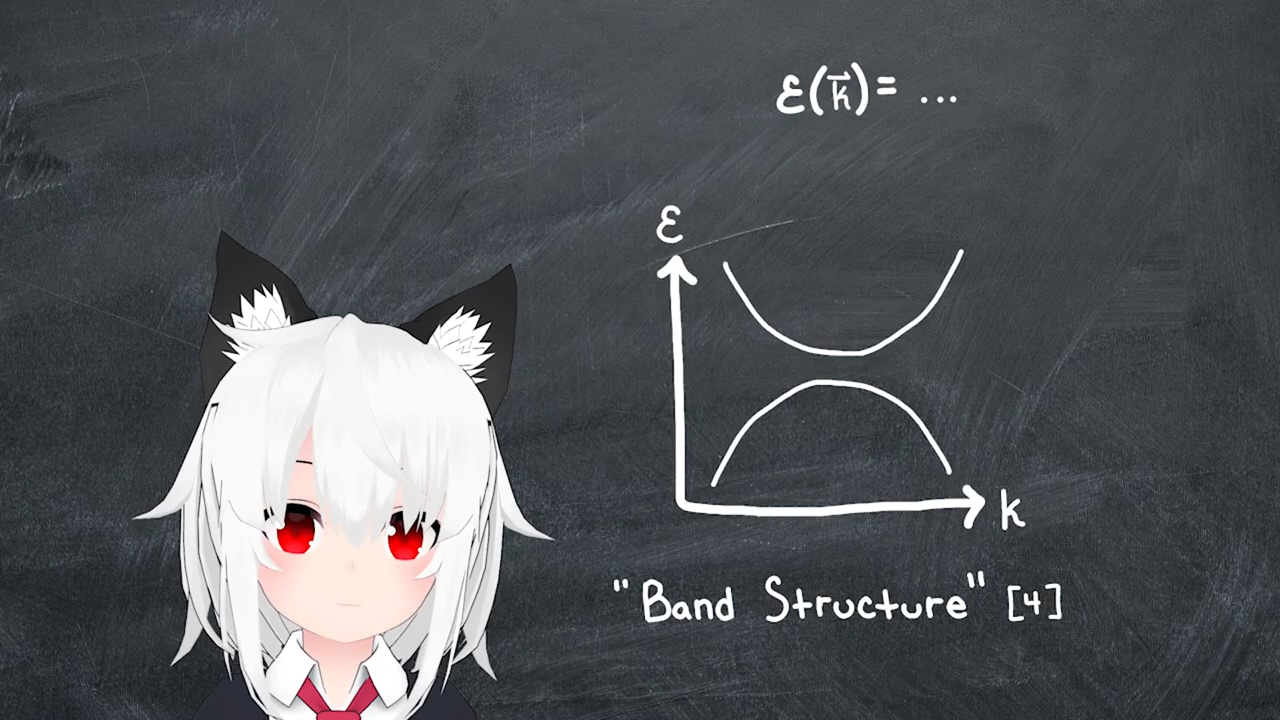 ε(k⃗)= ...
ε
k
"Band Structure" [4]